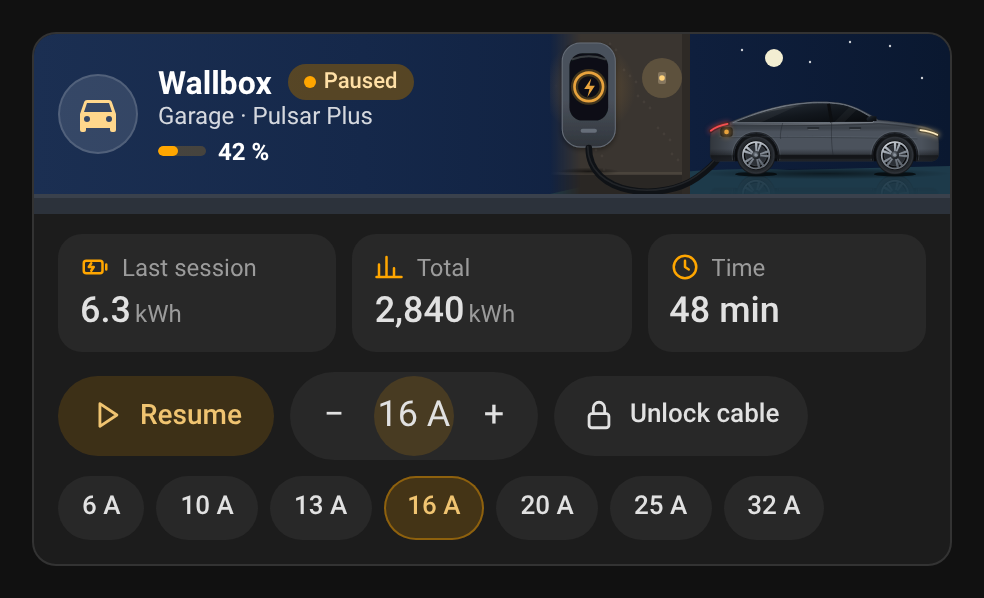 Wallbox
Paused
Garage · Pulsar Plus
42 %
Last session
6.3 kWh
Total
2,840 kWh
Time
48 min
Resume
− 16 A +
Unlock cable
6 A
10 A
13 A
16 A
20 A
25 A
32 A